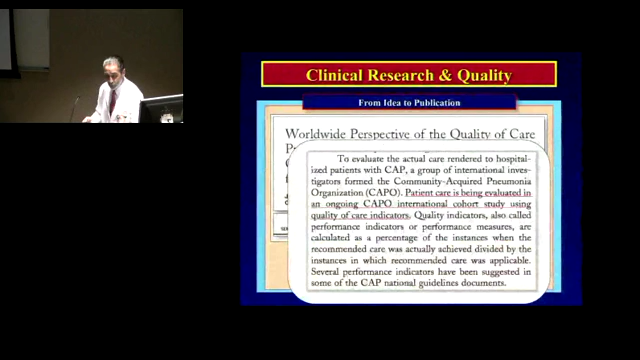 Clinical Research & Quality
From Idea to Publication
Worldwide Perspective of the Quality of Care
To evaluate the actual care rendered to hospital-
ized patients with CAP, a group of international inves-
tigators formed the Community-Acquired Pneumonia
Organization (CAPO). Patient care is being evaluated in
an ongoing CAPO international cohort study using
quality of care indicators. Quality indicators, also called
performance indicators or performance measures, are
calculated as a percentage of the instances when the
recommended care was actually achieved divided by the
instances in which recommended care was applicable.
Several performance indicators have been suggested in
some of the CAP national guidelines documents.